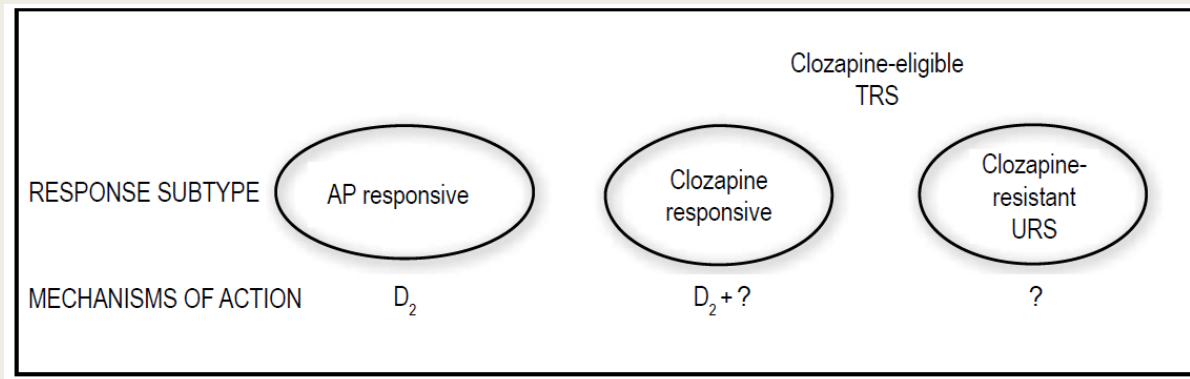 Clozapine-eligible
TRS
RESPONSE SUBTYPE
AP responsive
Clozapine
responsive
Clozapine-
resistant
URS
MECHANISMS OF ACTION
D₂
D₂ + ?
?